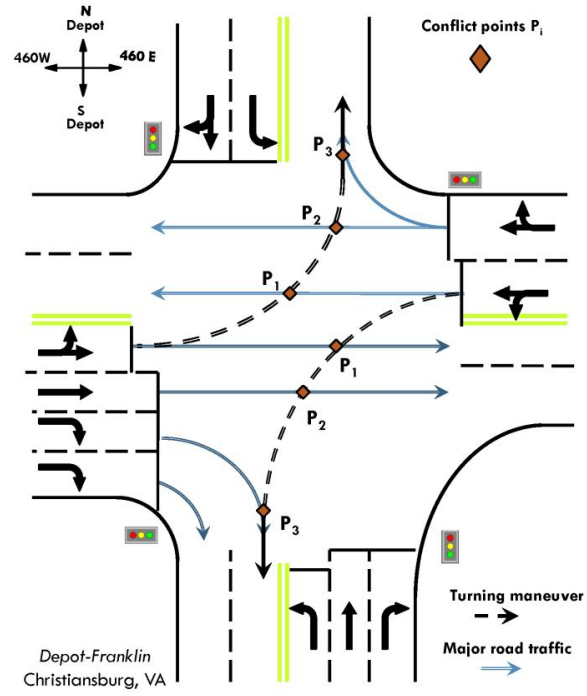 N
Depot
460W
460 E
S
Depot
Conflict points Pᵢ
P₃
P₂
P₁
P₁
P₂
P₃
Turning maneuver
Major road traffic
Depot-Franklin
Christiansburg, VA